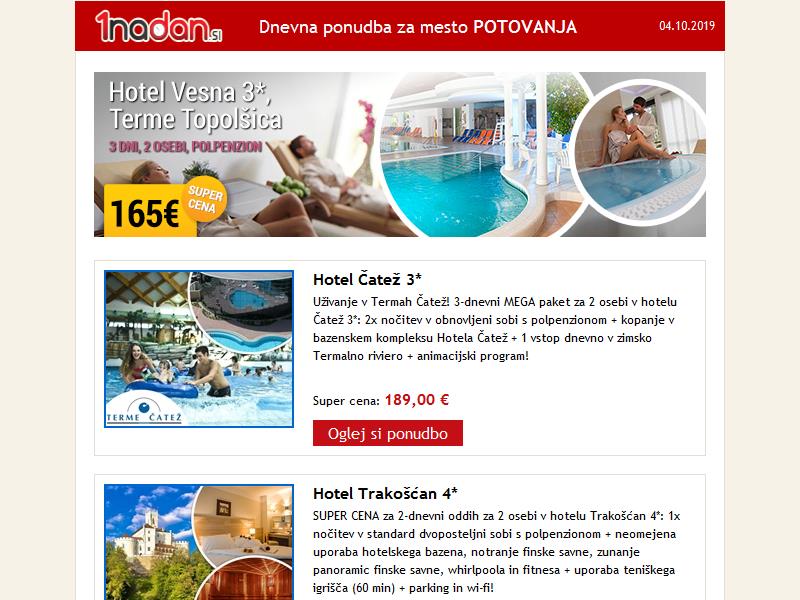 1nadan.si
Dnevna ponudba za mesto POTOVANJA
04.10.2019
Hotel Vesna 3*,
Terme Topolšica
3 DNI, 2 OSEBI, POLPENZION
165€
SUPER
CENA
Hotel Čatež 3*
Uživanje v Termah Čatež! 3-dnevni MEGA paket za 2 osebi v hotelu
Čatež 3*: 2x nočitev v obnovljeni sobi s polpenzionom + kopanje v
bazenskem kompleksu Hotela Čatež + 1 vstop dnevno v zimsko
Termalno riviero + animacijski program!
TERME ČATEŽ
Super cena: 189,00 €
Oglej si ponudbo
Hotel Trakošćan 4*
SUPER CENA za 2-dnevni oddih za 2 osebi v hotelu Trakošćan 4*: 1x
nočitev v standard dvoposteljni sobi s polpenzionom + neomejena
uporaba hotelskega bazena, notranje finske savne, zunanje
panoramic finske savne, whirlpoola in fitnesa + uporaba teniškega
igrišča (60 min) + parking in wi-fi!